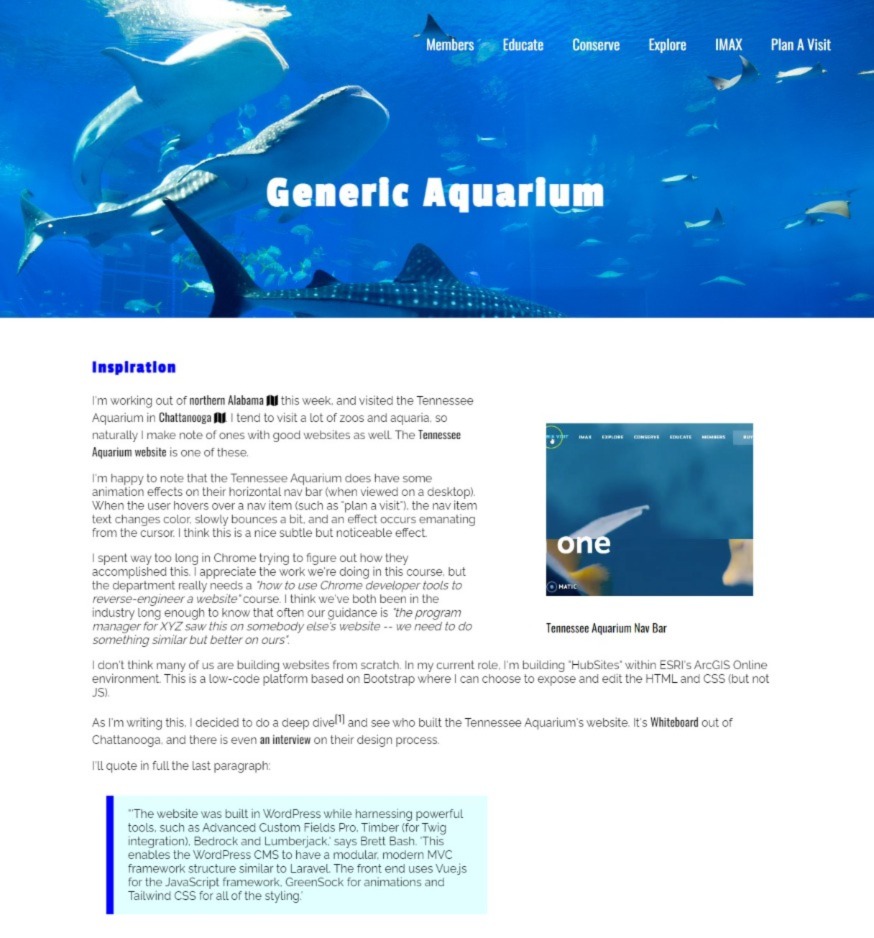 Members Educate Conserve Explore IMAX Plan A Visit
Generic Aquarium
Inspiration
I'm working out of northern Alabama this week, and visited the Tennessee
Aquarium in Chattanooga . I tend to visit a lot of zoos and aquaria, so
naturally I make note of ones with good websites as well. The Tennessee
Aquarium website is one of these.
I'm happy to note that the Tennessee Aquarium does have some
animation effects on their horizontal nav bar (when viewed on a desktop).
When the user hovers over a nav item (such as "plan a visit"), the nav item
text changes color, slowly bounces a bit, and an effect occurs emanating
from the cursor. I think this is a nice subtle but noticeable effect.
I spent way too long in Chrome trying to figure out how they
accomplished this. I appreciate the work we're doing in this course, but
the department really needs a "how to use Chrome developer tools to
reverse-engineer a website" course. I think we've both been in the
industry long enough to know that often our guidance is "the program
manager for XYZ saw this on somebody else's website -- we need to do
something similar but better on ours".
IMAX EXPLORE CONSERVE EDUCATE MEMBERS
one
MATIC
Tennessee Aquarium Nav Bar
I don't think many of us are building websites from scratch. In my current role, I'm building "HubSites" within ESRI's ArcGIS Online
environment. This is a low-code platform based on Bootstrap where I can choose to expose and edit the HTML and CSS (but not
JS).
As I'm writing this, I decided to do a deep dive[1] and see who built the Tennessee Aquarium's website. It's Whiteboard out of
Chattanooga, and there is even an interview on their design process.
I'll quote in full the last paragraph:
"'The website was built in WordPress while harnessing powerful
tools, such as Advanced Custom Fields Pro, Timber (for Twig
integration), Bedrock and Lumberjack,' says Brett Bash. 'This
enables the WordPress CMS to have a modular, modern MVC
framework structure similar to Laravel. The front end uses Vue.js
for the JavaScript framework, GreenSock for animations and
Tailwind CSS for all of the styling.'